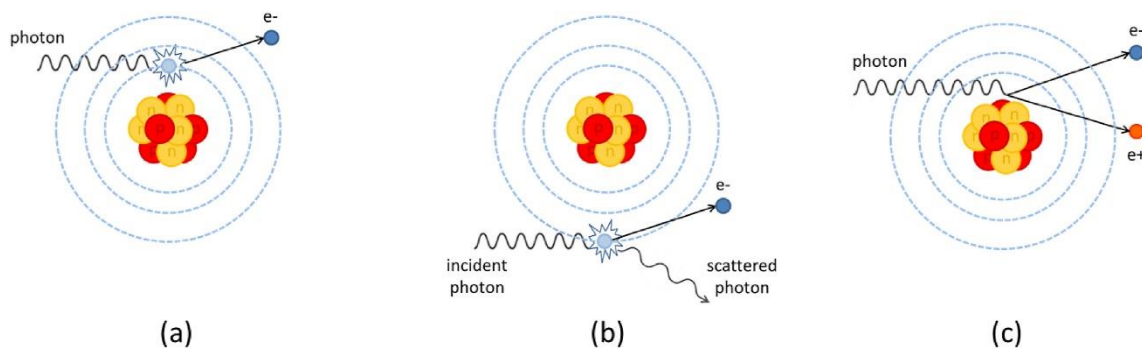 e-
photon
n n
n p n
n
(a)
n n
n p n
n
e-
incident
photon
scattered
photon
(b)
e-
photon
n n
n p n
n
e+
(c)